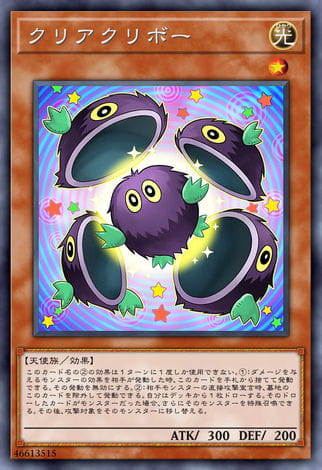 クリアクリボー
光
【天使族/効果】
このカード名の②の効果は1ターンに1度しか使用できない。①:ダメージを与
えるモンスターの効果を相手が発動した時、このカードを手札から捨てて発動
できる。その発動を無効にする。②:相手モンスターの直接攻撃宣言時、墓地の
このカードを除外して発動できる。自分はデッキから1枚ドローする。そのドロ
ーしたカードがモンスターだった場合、さらにそのモンスターを特殊召喚でき
る。その後、攻撃対象をそのモンスターに移し替える。
ATK/ 300 DEF/ 200
46613515